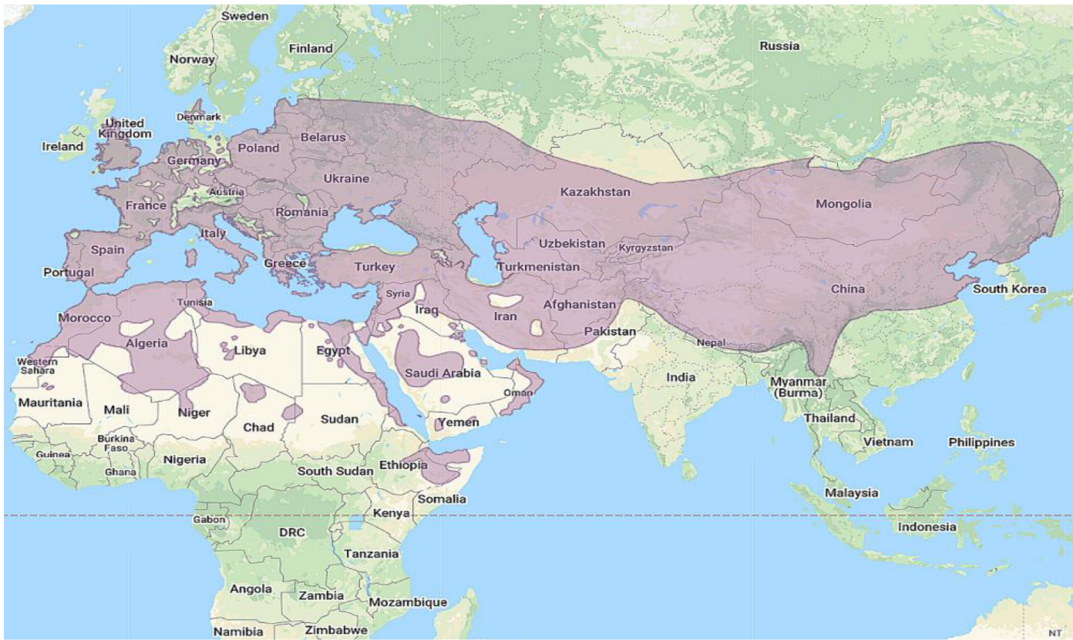 Sweden
Finland
Norway
Russia
Denmark
United
Kingdom
Ireland
Belarus
Poland
Germany
Ukraine
Austria
Kazakhstan
Mongolia
France
Romania
Italy
Uzbekistan
Kyrgyzstan
Spain
Greece
Turkey
Turkmenistan
Portugal
China
South Korea
Syria
Tunisia
Afghanistan
Iraq
Iran
Morocco
Pakistan
Algeria
Nepal
Libya
Egypt
Western
Sahara
Saudi Arabia
India
Myanmar
(Burma)
Oman
Mauritania
Mali
Niger
Sudan
Thailand
Yemen
Chad
Burkina
Faso
Vietnam
Philippines
Guinea
Nigeria
Ethiopia
Ghana
South Sudan
Malaysia
Somalia
Kenya
Gabon
Indonesia
DRC
Tanzania
Angola
Zambia
Mozambique
Namibia
Zimbabwe
NT